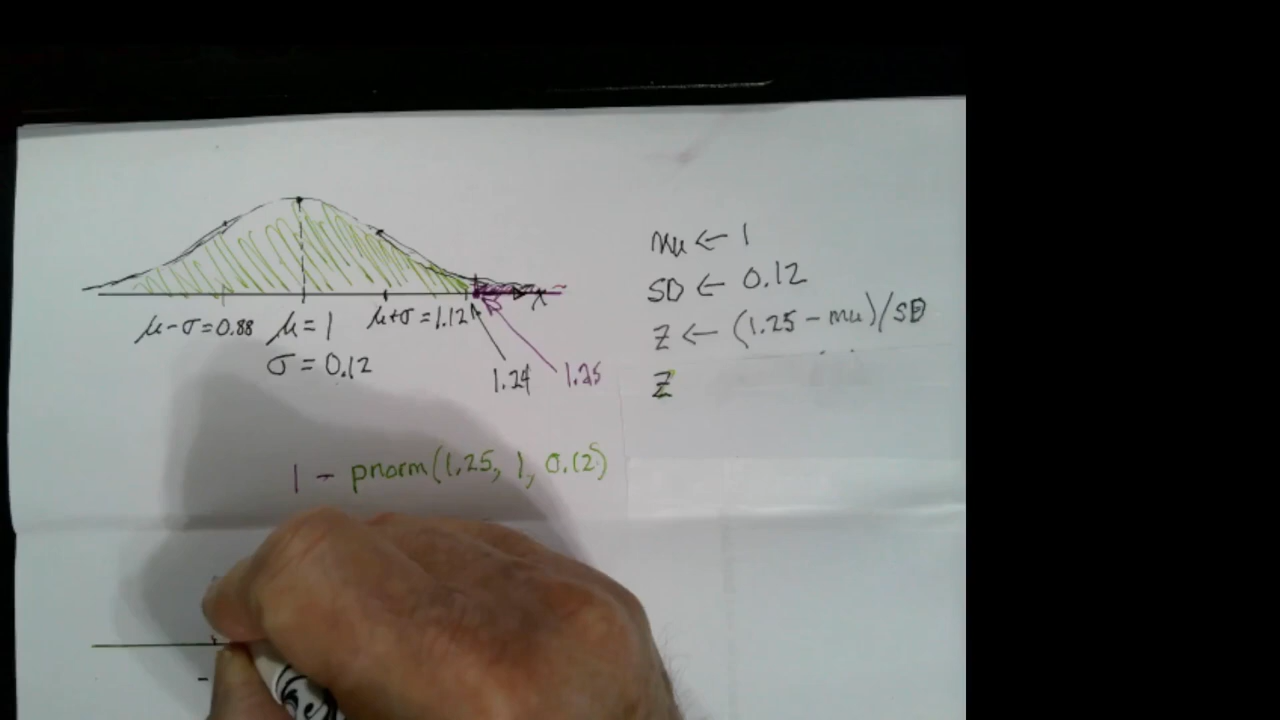 x
μ-σ=0.88 μ=1 μ+σ=1.12
σ=0.12
1.24 1.25
1 - pnorm(1.25, 1, 0.12)
-
mu ← 1
SD ← 0.12
Z ← (1.25 - mu)/SD
Z